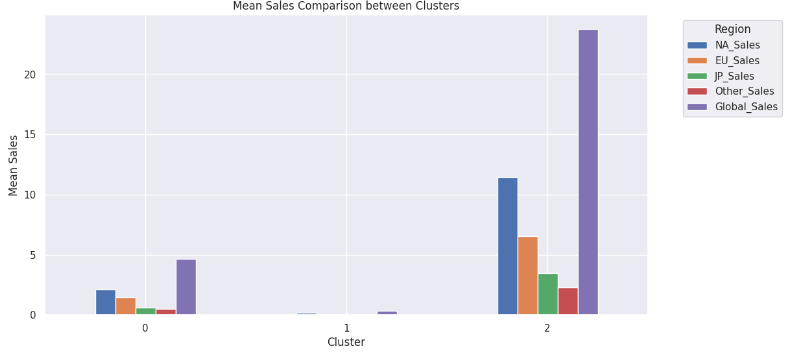 Mean Sales Comparison between Clusters
Region
NA_Sales
EU_Sales
JP_Sales
Other_Sales
Global_Sales
Mean Sales
20
15
10
5
0
0 1 2
Cluster